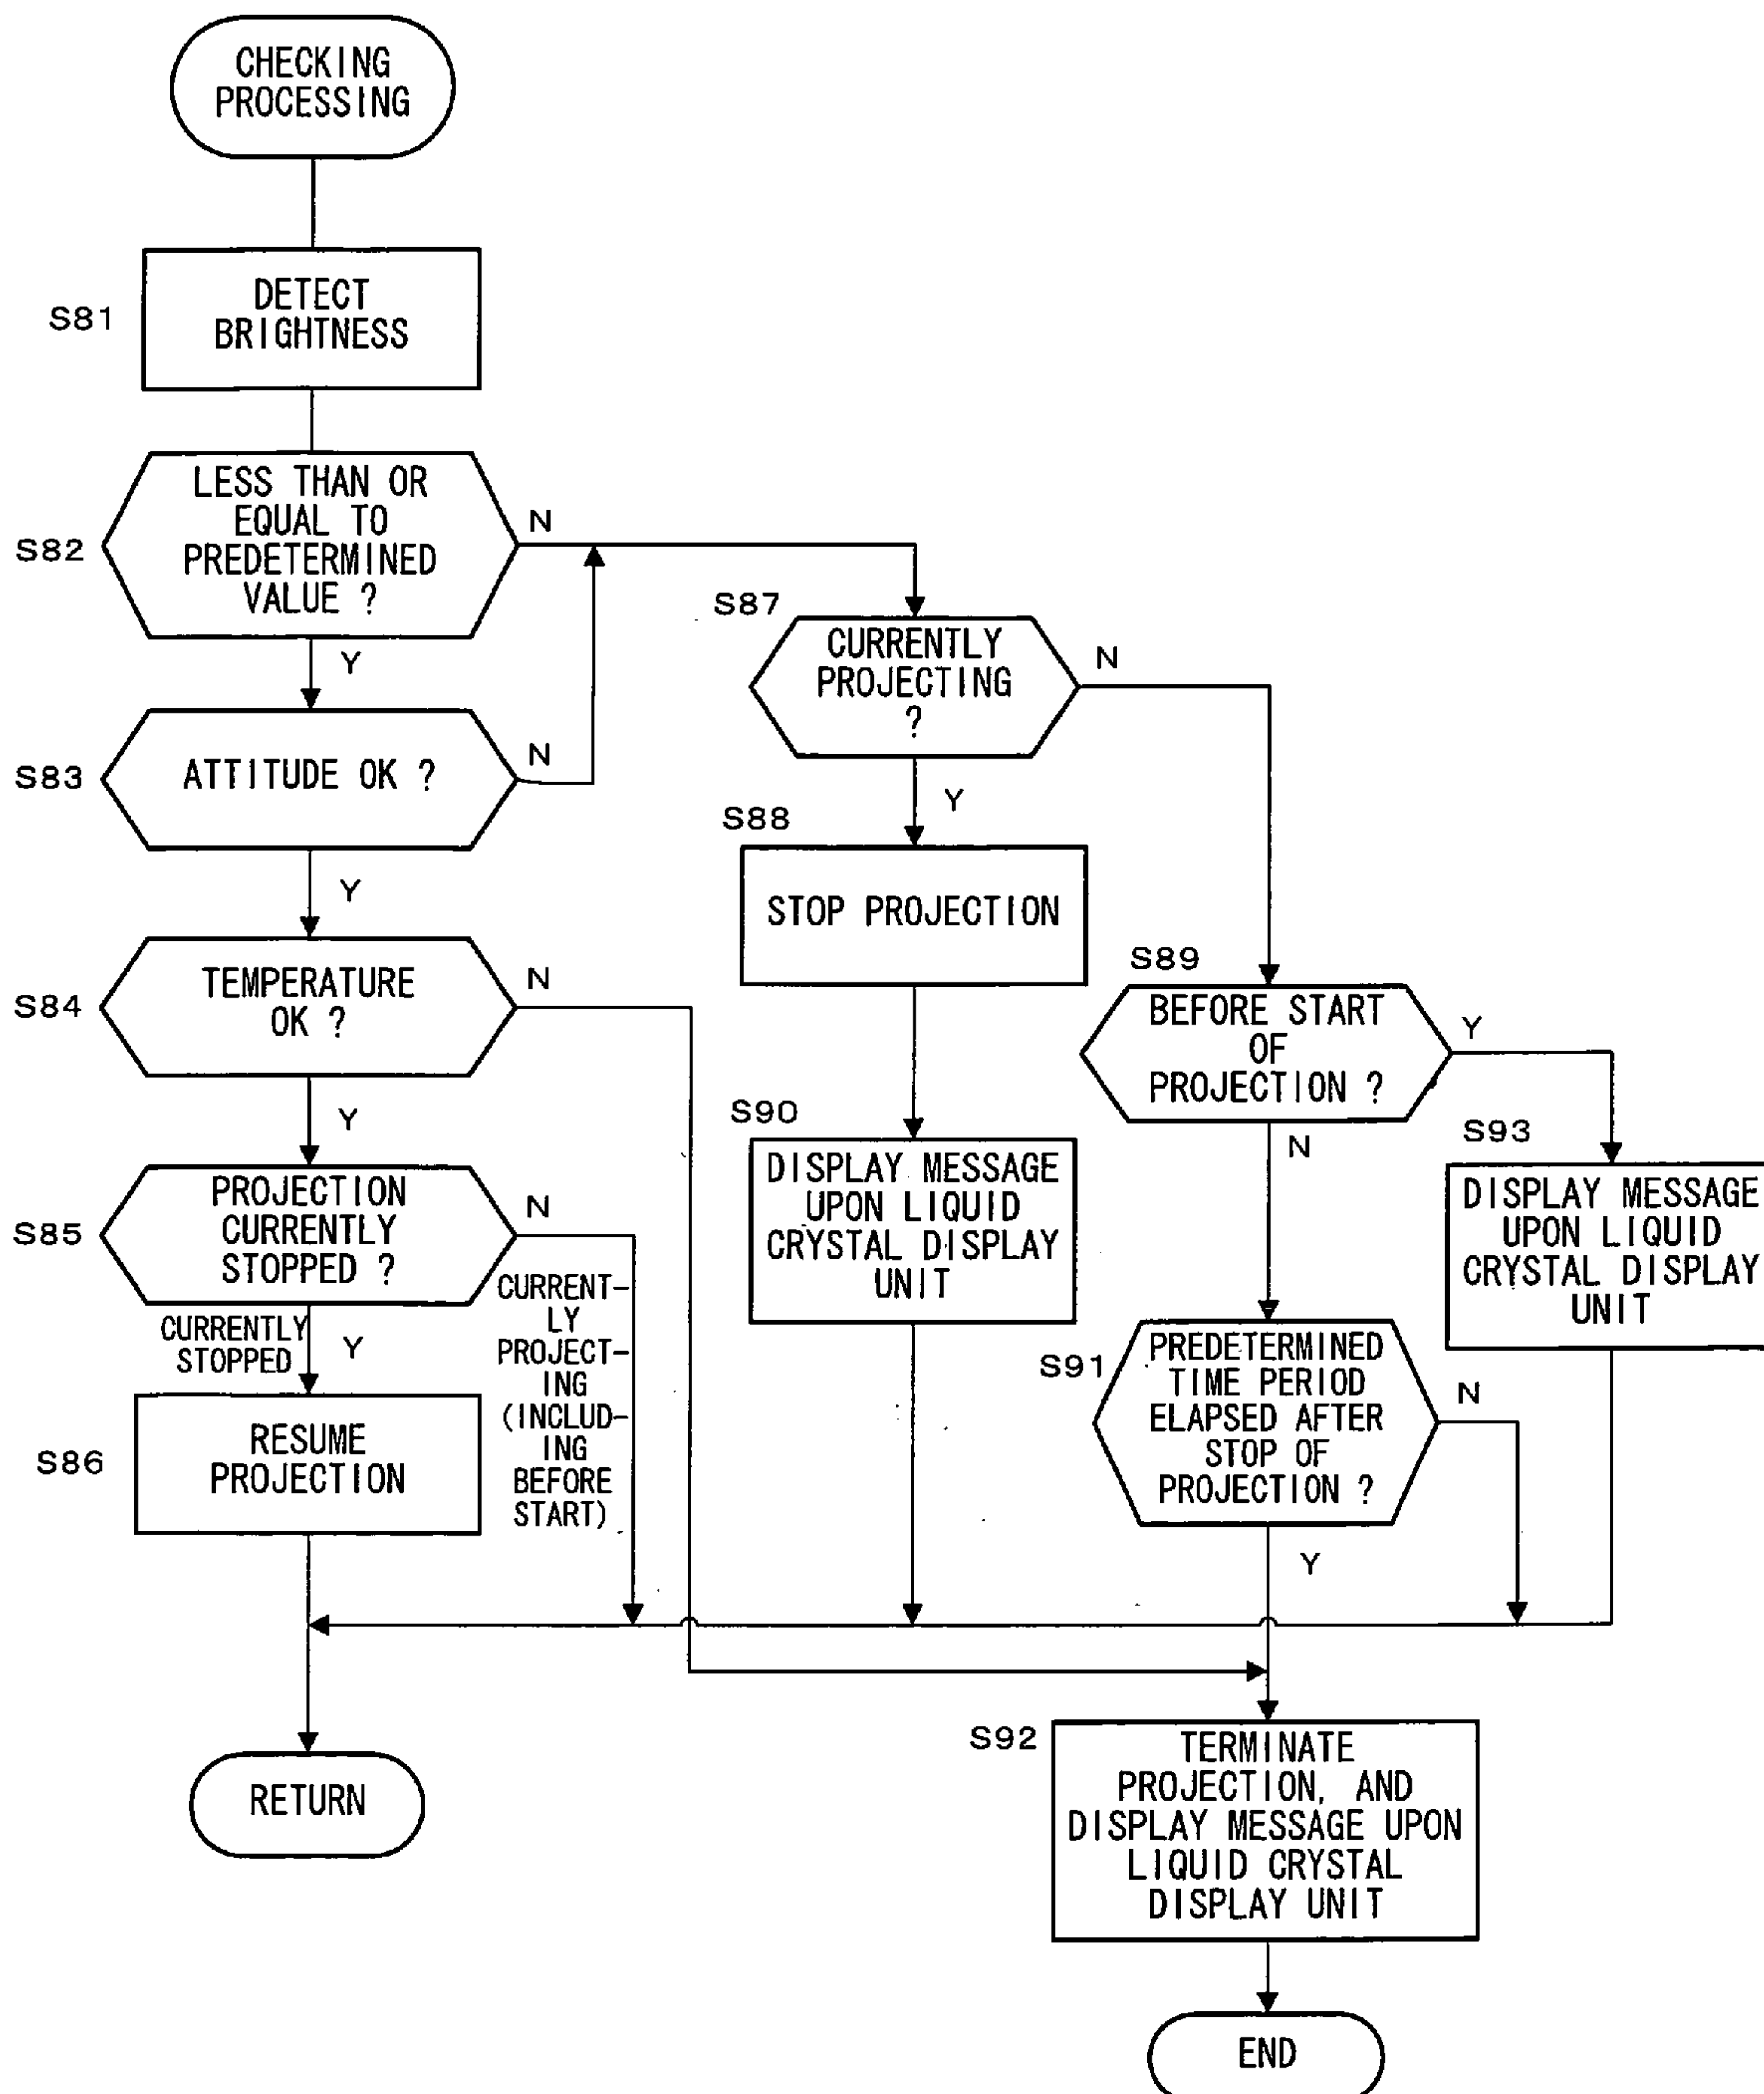 CHECKING
PROCESSING
S81
DETECT
BRIGHTNESS
S82
LESS THAN OR
EQUAL TO
PREDETERMINED
VALUE ?
N
Y
S83
ATTITUDE OK ?
N
Y
S84
TEMPERATURE
OK ?
N
Y
S85
PROJECTION
CURRENTLY
STOPPED ?
N
CURRENTLY
STOPPED
Y
CURRENT-
LY
PROJECT-
ING
(INCLUD-
ING
BEFORE
START)
S86
RESUME
PROJECTION
RETURN
S87
CURRENTLY
PROJECTING
?
N
Y
S88
STOP PROJECTION
S90
DISPLAY MESSAGE
UPON LIQUID
CRYSTAL DISPLAY
UNIT
S89
BEFORE START
OF
PROJECTION ?
Y
N
S93
DISPLAY MESSAGE
UPON LIQUID
CRYSTAL DISPLAY
UNIT
S91
PREDETERMINED
TIME PERIOD
ELAPSED AFTER
STOP OF
PROJECTION ?
N
Y
S92
TERMINATE
PROJECTION, AND
DISPLAY MESSAGE UPON
LIQUID CRYSTAL
DISPLAY UNIT
END